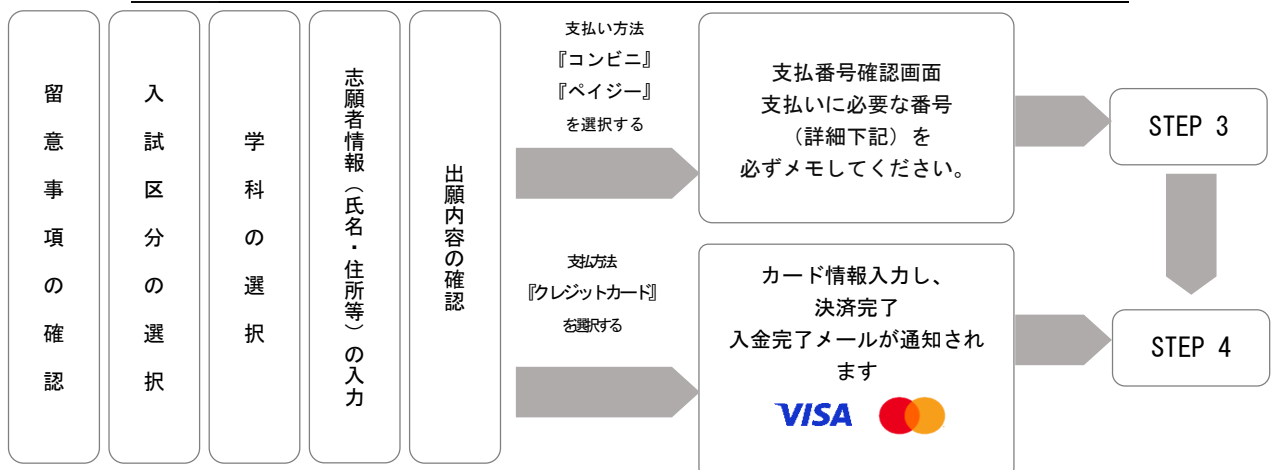 留意事項の確認
入試区分の選択
学科の選択
志願者情報（氏名・住所等）の入力
出願内容の確認
支払い方法
『コンビニ』
『ペイジー』
を選択する
支払番号確認画面
支払いに必要な番号
（詳細下記）を
必ずメモしてください。
STEP 3
支払方法
『クレジットカード』
を選択する
カード情報入力し、
決済完了
入金完了メールが通知され
ます
VISA
STEP 4